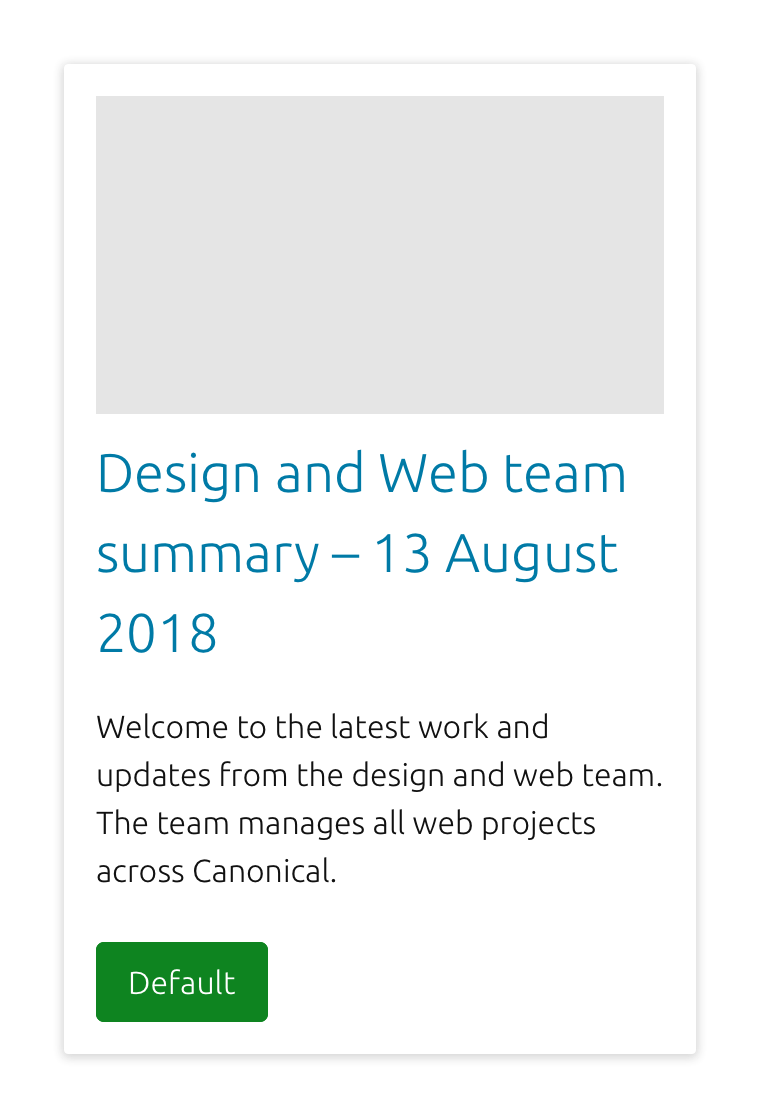 Design and Web team
summary – 13 August
2018
Welcome to the latest work and
updates from the design and web team.
The team manages all web projects
across Canonical.
Default